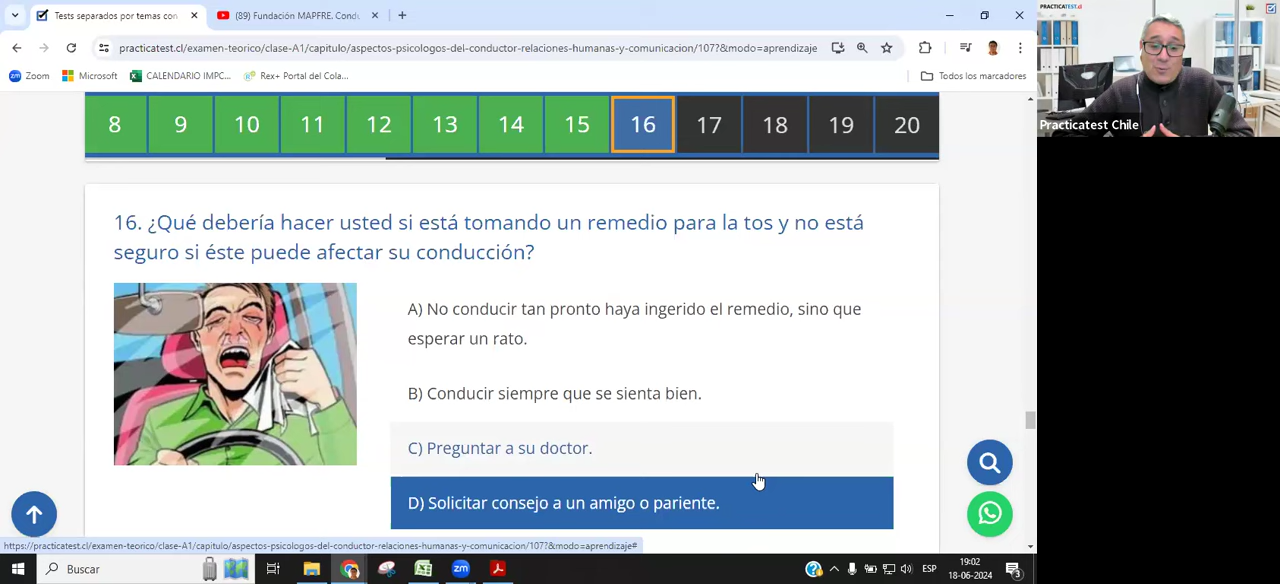 Tests separados por temas con
(89) Fundación MAPFRE, Cinclu
practicatest.cl/examen-teorico/clase-A1/capitulo/aspectos-psicologos-del-conductor-relaciones-humanas-y-comunicacion/107?&modo=aprendizaje
Zoom
Microsoft
CALENDARIO IMPC...
Rex+ Portal del Cola...
Todos los marcadores
PRACTICATEST.cl
Practicatest Chile
8 9 10 11 12 13 14 15 16 17 18 19 20
16. ¿Qué debería hacer usted si está tomando un remedio para la tos y no está
seguro si éste puede afectar su conducción?
A) No conducir tan pronto haya ingerido el remedio, sino que
esperar un rato.
B) Conducir siempre que se sienta bien.
C) Preguntar a su doctor.
D) Solicitar consejo a un amigo o pariente.
https://practicatest.cl/examen-teorico/clase-A1/capitulo/aspectos-psicologos-del-conductor-relaciones-humanas-y-comunicacion/107?&modo=aprendizaje#
Buscar
ESP
19:02
18-06-2024
3